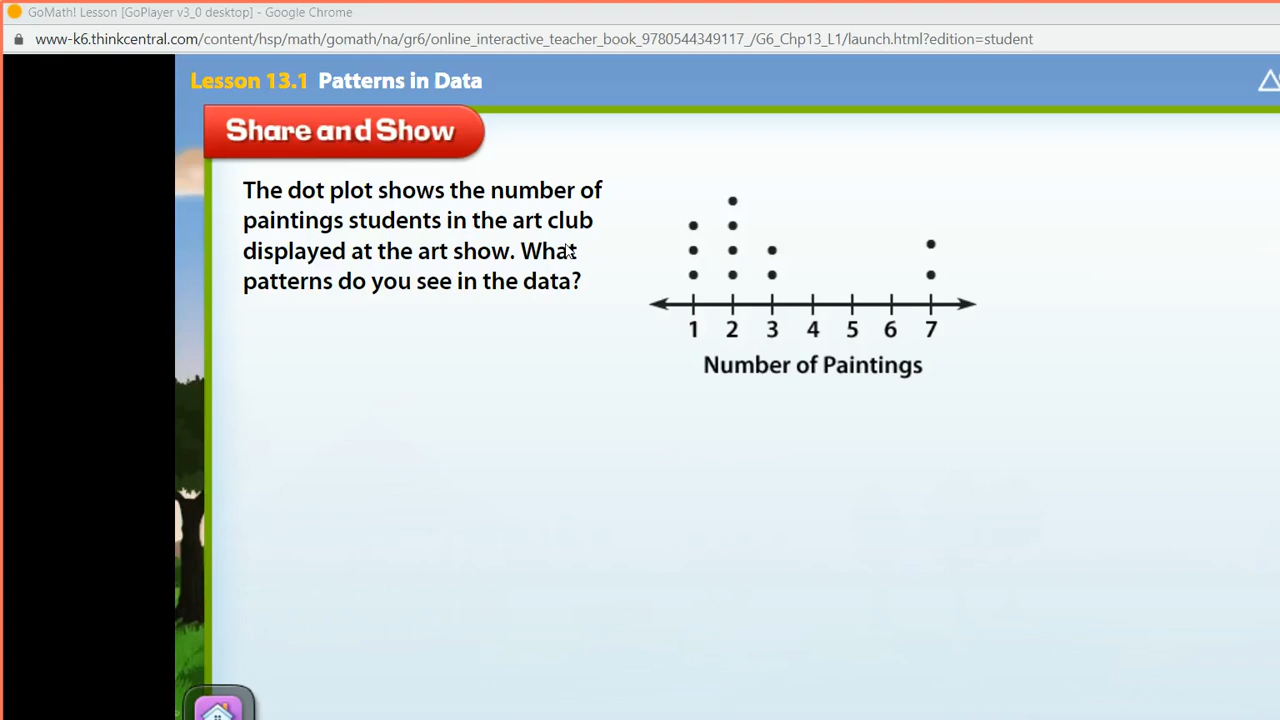 GoMath! Lesson [GoPlayer v3_0 desktop] - Google Chrome
www-k6.thinkcentral.com/content/hsp/math/gomath/na/gr6/online_interactive_teacher_book_9780544349117_/G6_Chp13_L1/launch.html?edition=student
Lesson 13.1 Patterns in Data
Share and Show
The dot plot shows the number of
paintings students in the art club
displayed at the art show. What
patterns do you see in the data?
1 2 3 4 5 6 7
Number of Paintings